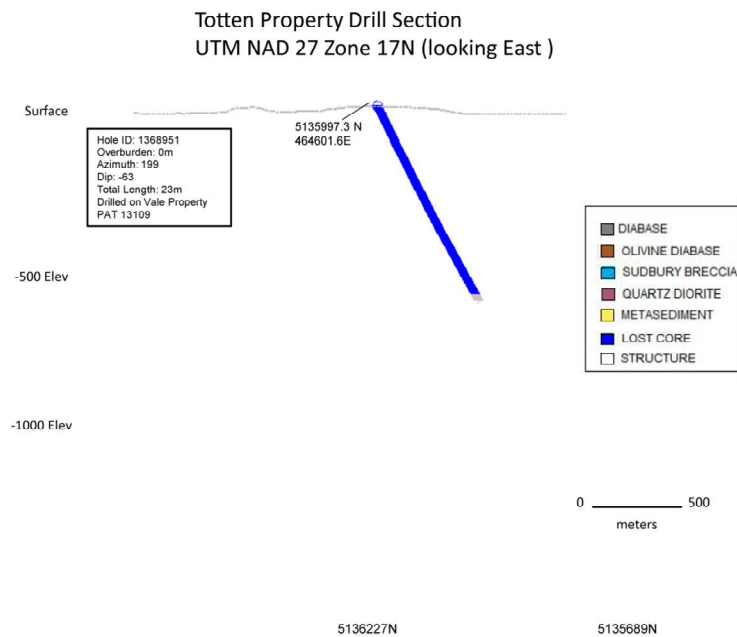 Totten Property Drill Section
UTM NAD 27 Zone 17N (looking East )
Surface
5135997.3 N
464601.6E
Hole ID: 1368951
Overburden: 0m
Azimuth: 199
Dip: -63
Total Length: 23m
Drilled on Vale Property
PAT 13109
-500 Elev
-1000 Elev
DIABASE
OLIVINE DIABASE
SUDBURY BRECCIA
QUARTZ DIORITE
METASEDIMENT
LOST CORE
STRUCTURE
0 500
meters
5136227N 5135689N